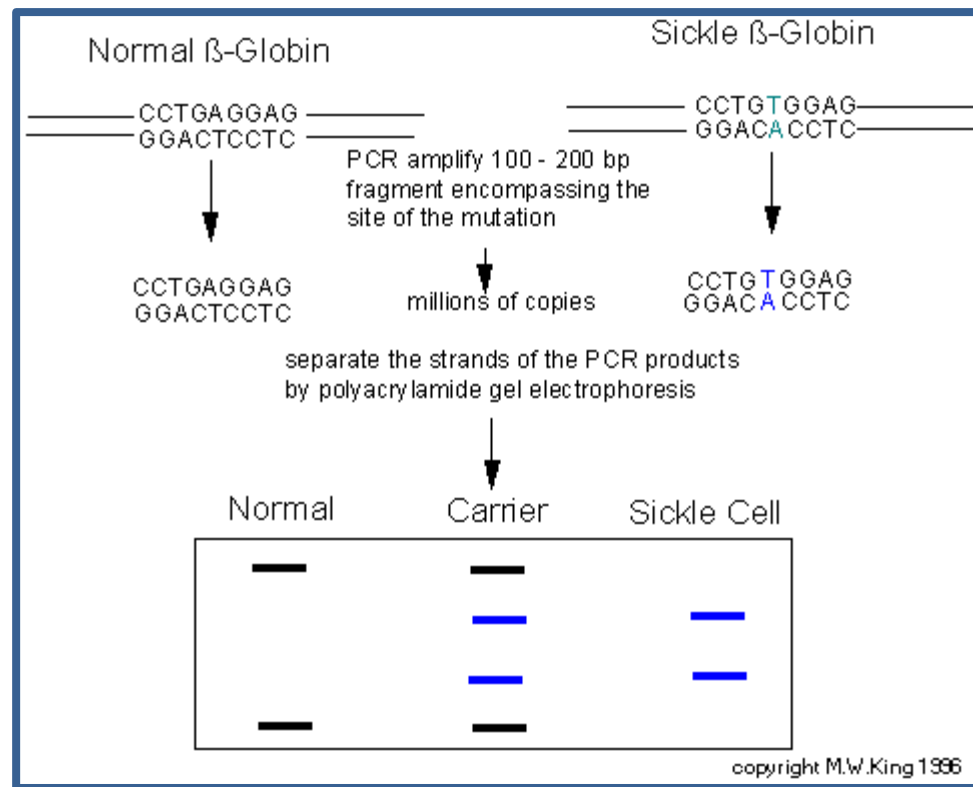 Normal ß-Globin
Sickle ß-Globin
CCTGAGGAG
GGACTCCTC
CCTGTGGAG
GGACACCTC
PCR amplify 100 - 200 bp
fragment encompassing the
site of the mutation
CCTGAGGAG
GGACTCCTC
millions of copies
CCTGTGGAG
GGACACCTC
separate the strands of the PCR products
by polyacrylamide gel electrophoresis
Normal
Carrier
Sickle Cell
copyright M.W.King 1996